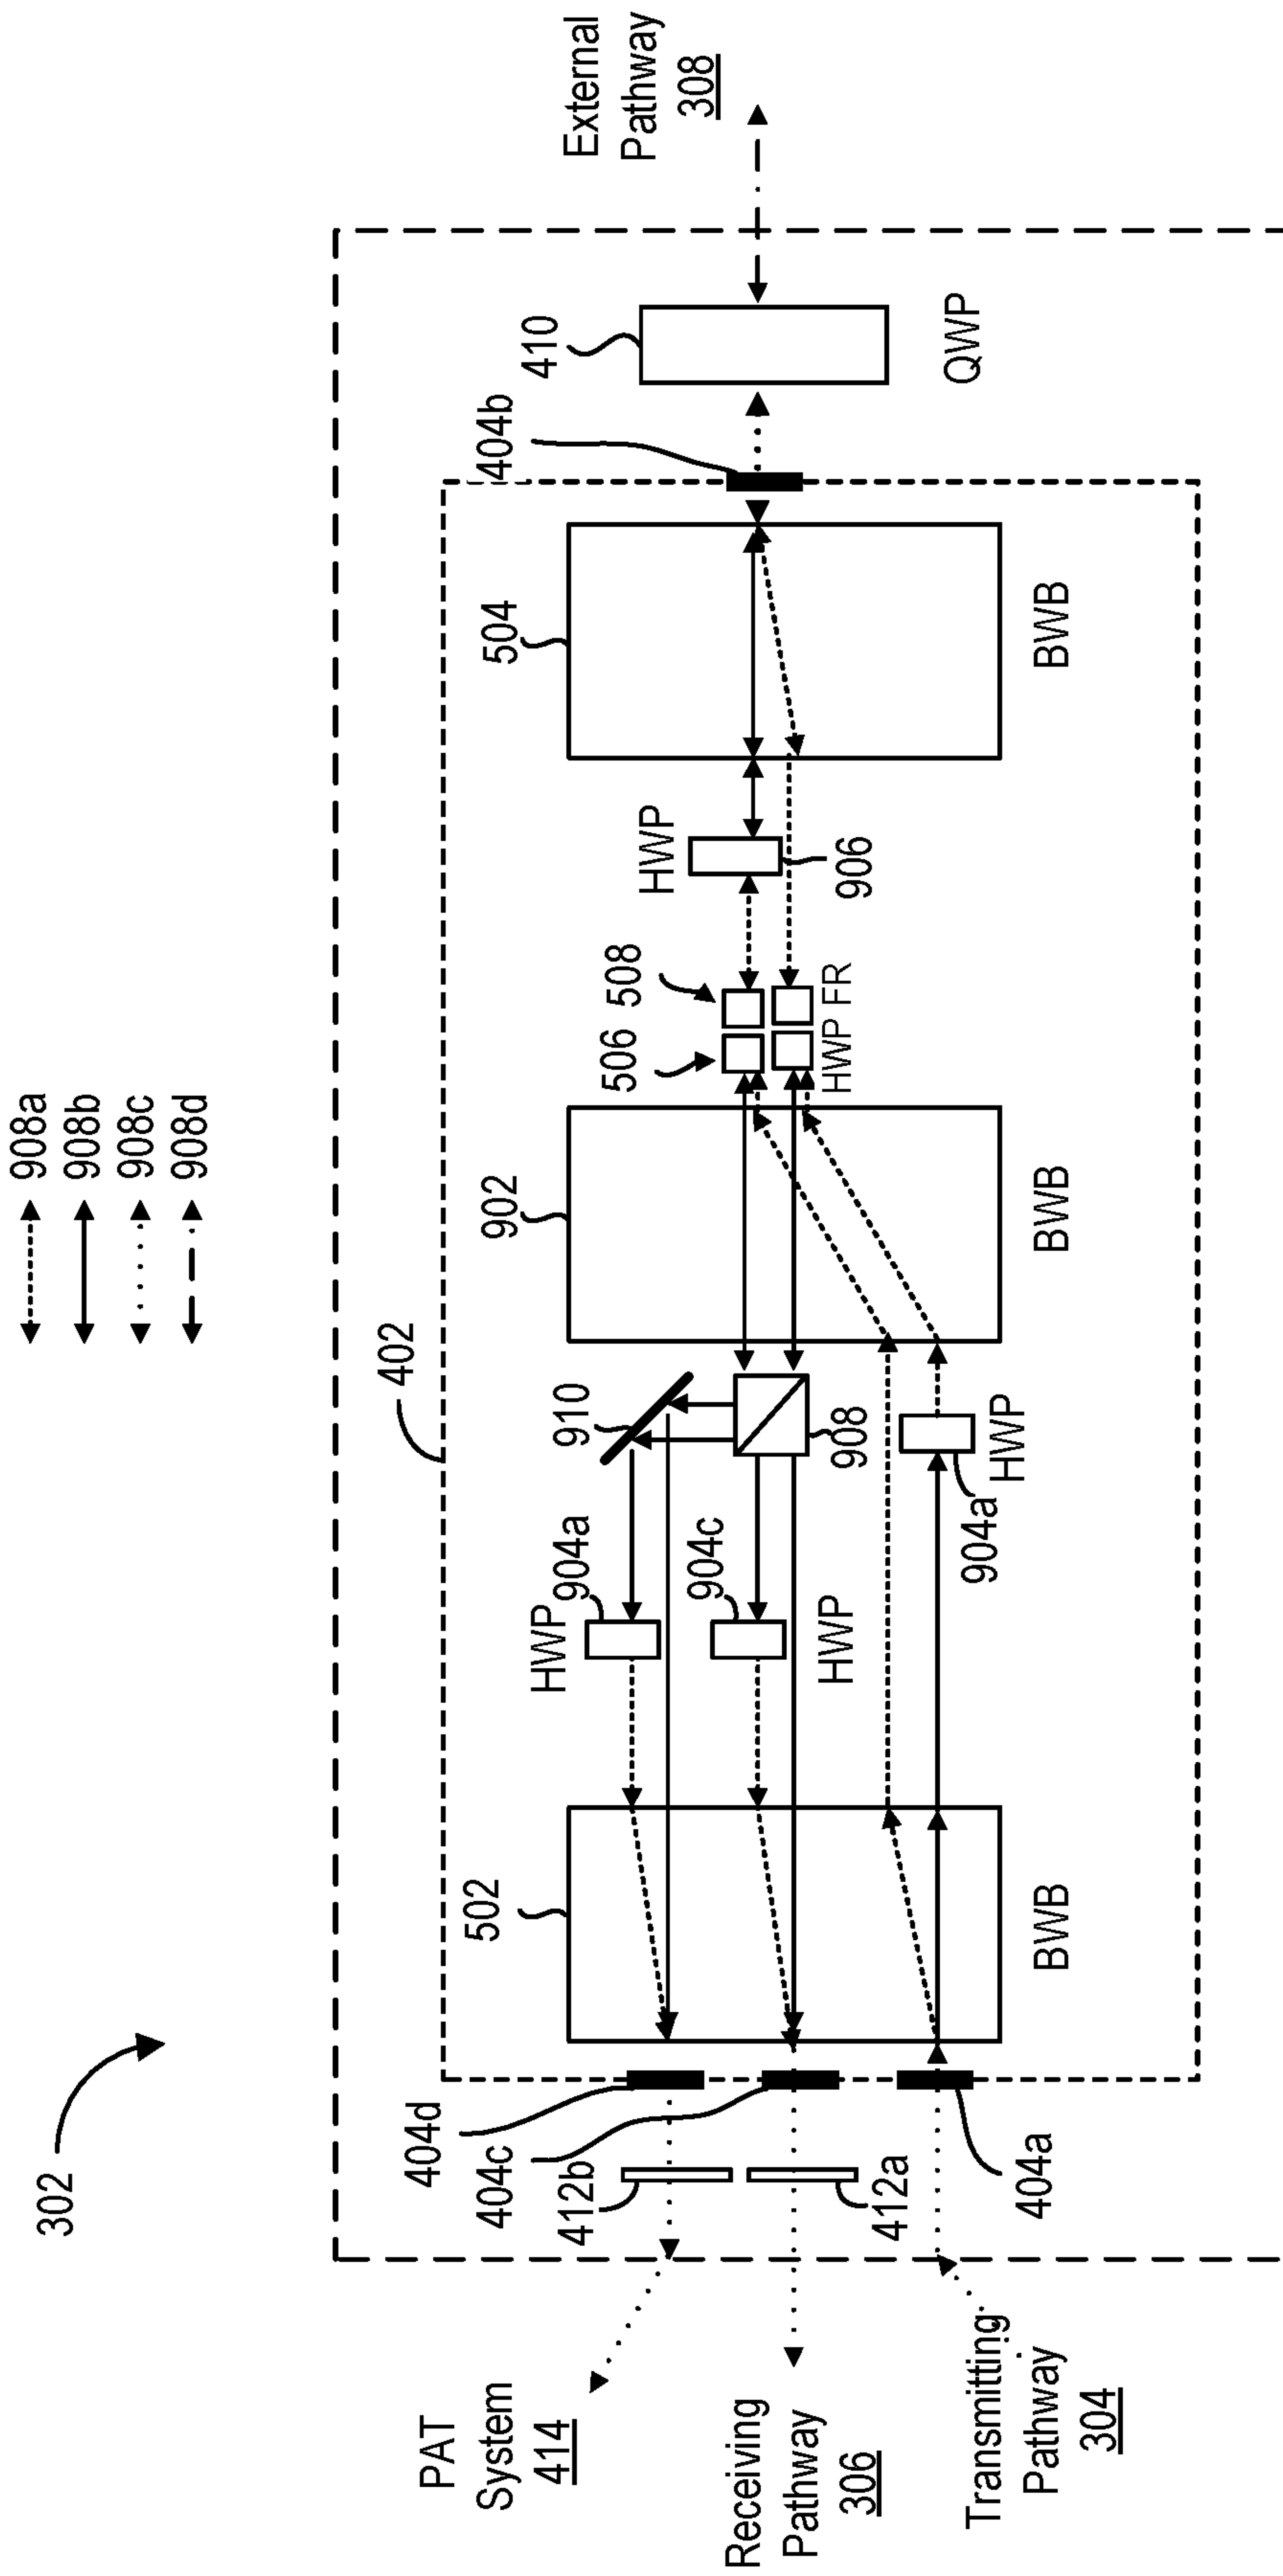 908a
908b
908c
908d
302
402
External
Pathway
308
410
QWP
404b
504
BWB
HWP
906
508
506
FR
HWP
902
BWB
910
908
904a
HWP
904c
HWP
904a
HWP
502
BWB
404d
404c
412b
412a
404a
PAT
System
414
Receiving
Pathway
306
Transmitting
Pathway
304